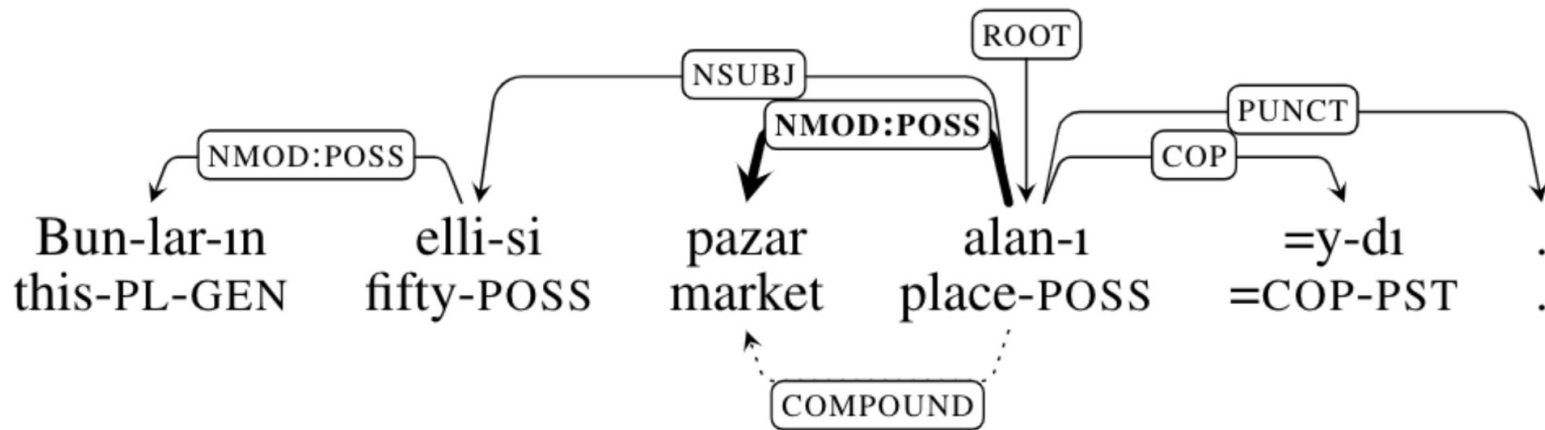 ROOT
NSUBJ
NMOD:POSS
PUNCT
NMOD:POSS
COP
Bun-lar-ın elli-si pazar alan-ı =y-dı .
this-PL-GEN fifty-POSS market place-POSS =COP-PST .
COMPOUND